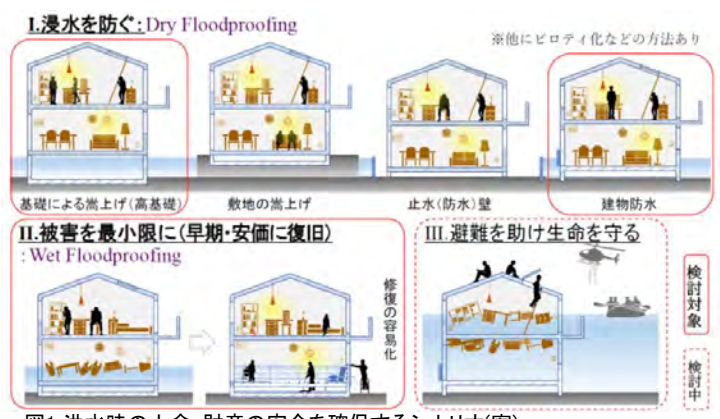 I.浸水を防ぐ:Dry Floodproofing
※他にピロティ化などの方法あり
基礎による嵩上げ(高基礎)
敷地の嵩上げ
止水(防水)壁
建物防水
II.被害を最小限に(早期・安価に復旧)
: Wet Floodproofing
修復の容易化
III.避難を助け生命を守る
検討対象
検討中